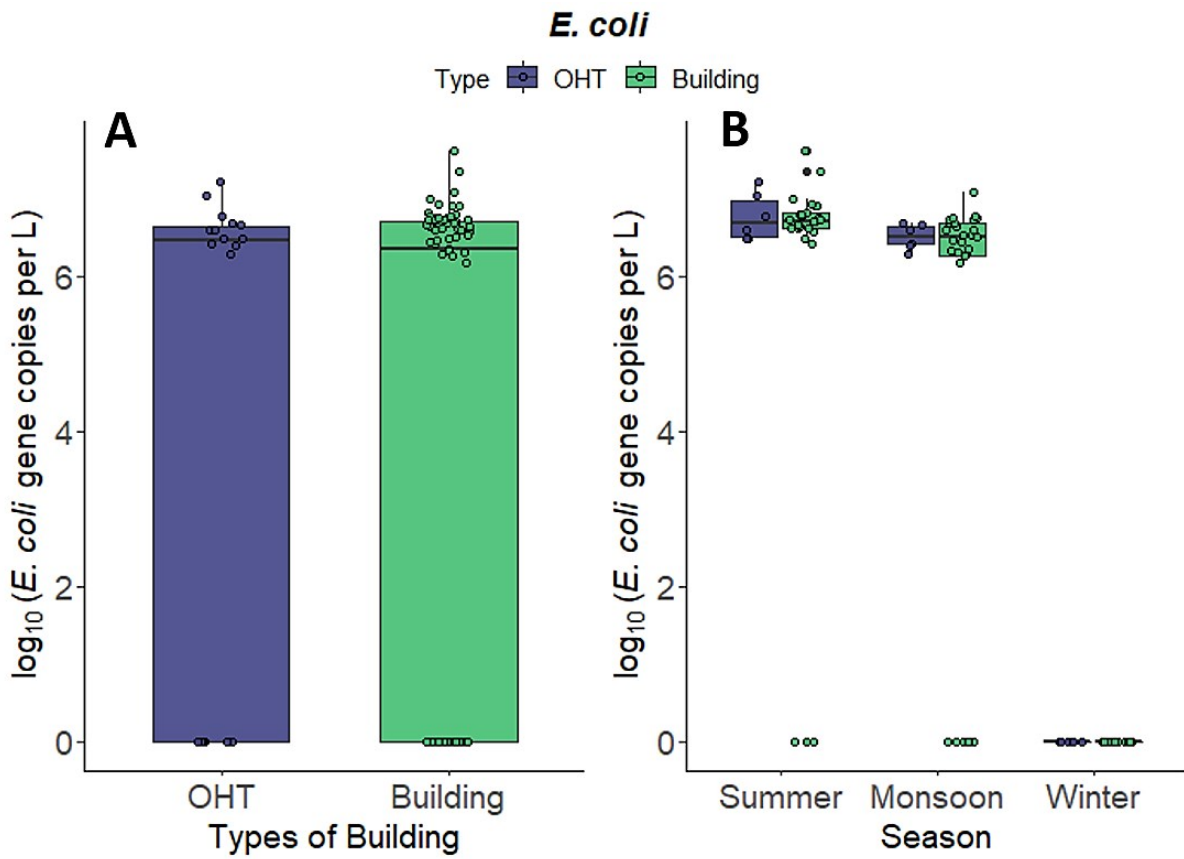 E. coli
Type OHT Building
A
log10 (E. coli gene copies per L)
6
4
2
0
OHT Building
Types of Building
B
log10 (E. coli gene copies per L)
6
4
2
0
Summer Monsoon Winter
Season